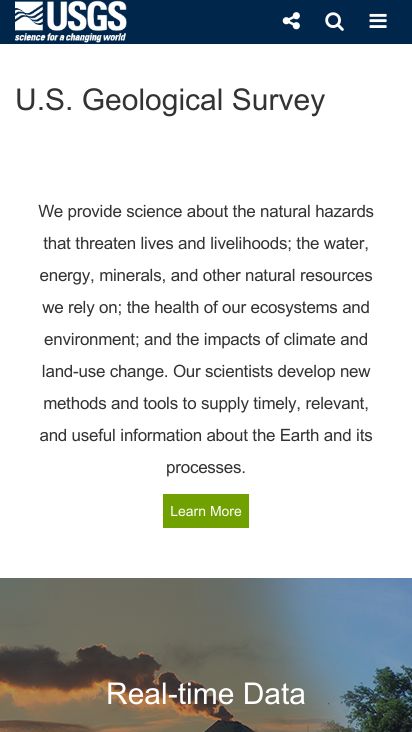 USGS
science for a changing world
U.S. Geological Survey
We provide science about the natural hazards
that threaten lives and livelihoods; the water,
energy, minerals, and other natural resources
we rely on; the health of our ecosystems and
environment; and the impacts of climate and
land-use change. Our scientists develop new
methods and tools to supply timely, relevant,
and useful information about the Earth and its
processes.
Learn More
Real-time Data